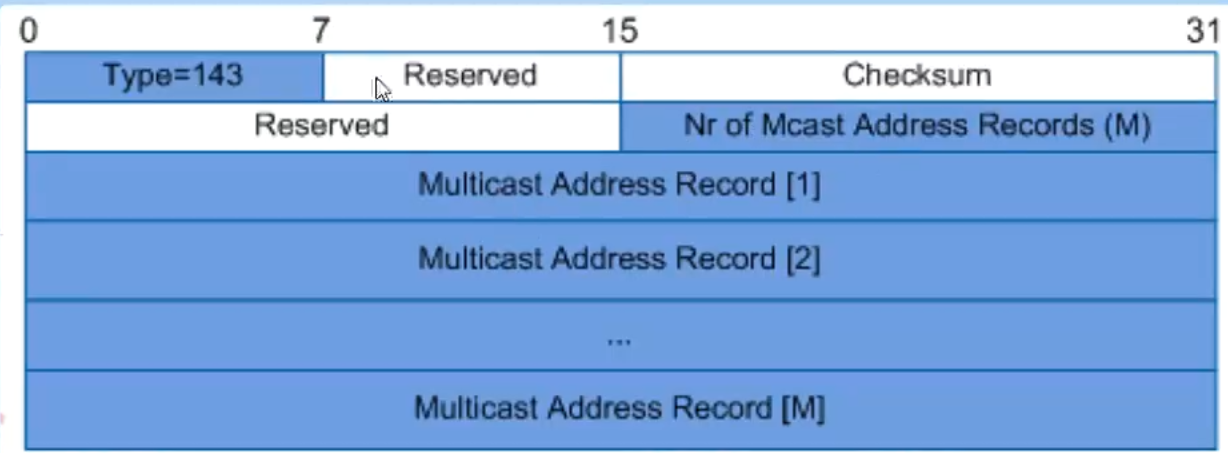 0 7 15 31
Type=143 Reserved Checksum
Reserved Nr of Mcast Address Records (M)
Multicast Address Record [1]
Multicast Address Record [2]
...
Multicast Address Record [M]